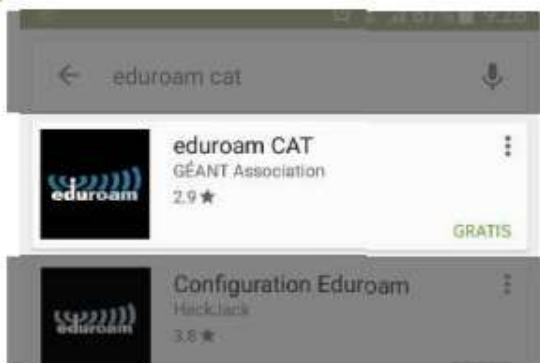 eduroam cat
eduroam
eduroam CAT
GÉANT Association
2.9 ★
GRATIS
eduroam
Configuration Eduroam
HackJack
3.8 ★